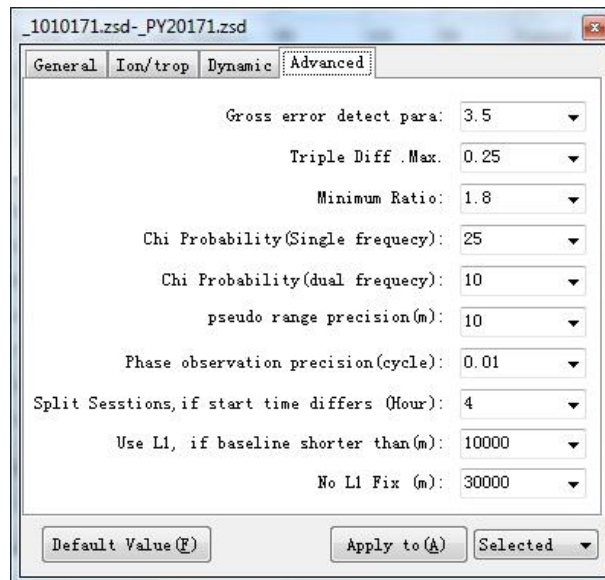 _1010171.zsd-_PY20171.zsd
General Ion/trop Dynamic Advanced
Gross error detect para: 3.5
Triple Diff .Max. 0.25
Minimum Ratio: 1.8
Chi Probability(Single frequecy): 25
Chi Probability(dual frequecy): 10
pseudo range precision(m): 10
Phase observation precision(cycle): 0.01
Split Sesstions,if start time differs (Hour): 4
Use L1, if baseline shorter than(m): 10000
No L1 Fix (m): 30000
Default Value(F) Apply to(A) Selected